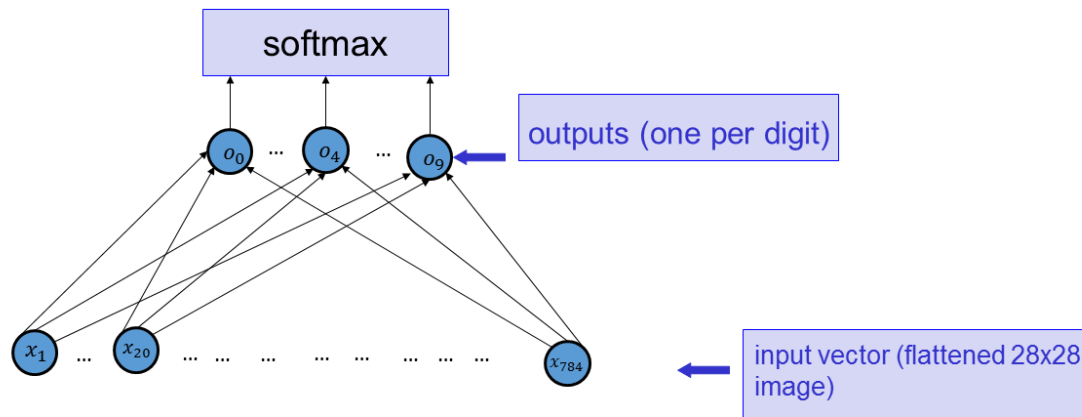 softmax
outputs (one per digit)
o₀ ... o₄ ... o₉
x₁ ... x₂₀ ... ... ... ... ... ... ... x₇₈₄
input vector (flattened 28x28
image)